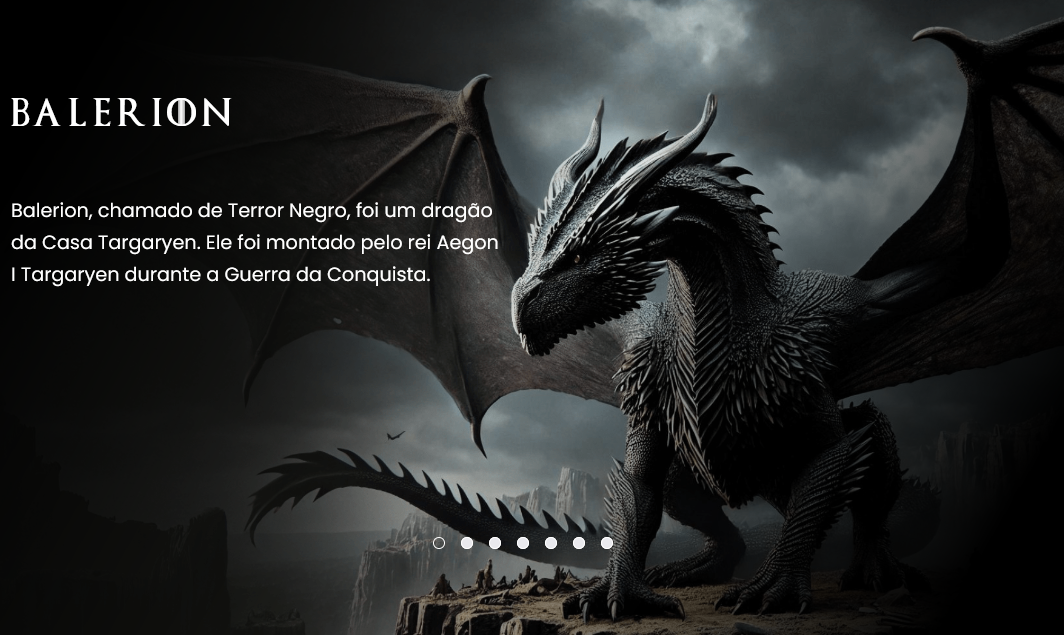 BALERION
Balerion, chamado de Terror Negro, foi um dragão
da Casa Targaryen. Ele foi montado pelo rei Aegon
I Targaryen durante a Guerra da Conquista.